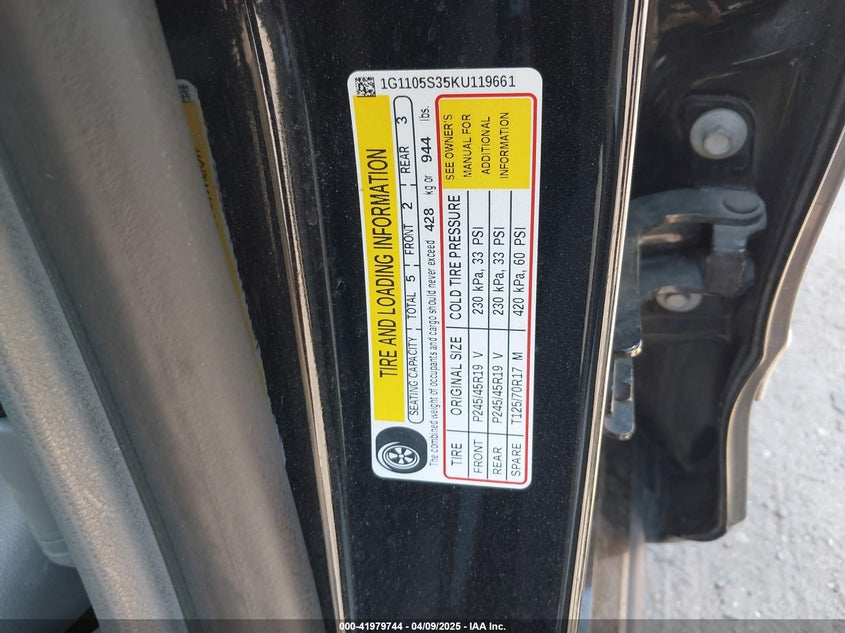 1G1105S35KU119661
TIRE AND LOADING INFORMATION
SEATING CAPACITY TOTAL 5 FRONT 2 REAR 3
The combined weight of occupants and cargo should never exceed 428 kg or 944 lbs.
TIRE ORIGINAL SIZE COLD TIRE PRESSURE
FRONT P245/45R19 V 230 kPa, 33 PSI
REAR P245/45R19 V 230 kPa, 33 PSI
SPARE T125/70R17 M 420 kPa, 60 PSI
SEE OWNER'S
MANUAL FOR
ADDITIONAL
INFORMATION
000-41979744 | 04/09/2025 - IAA Inc.